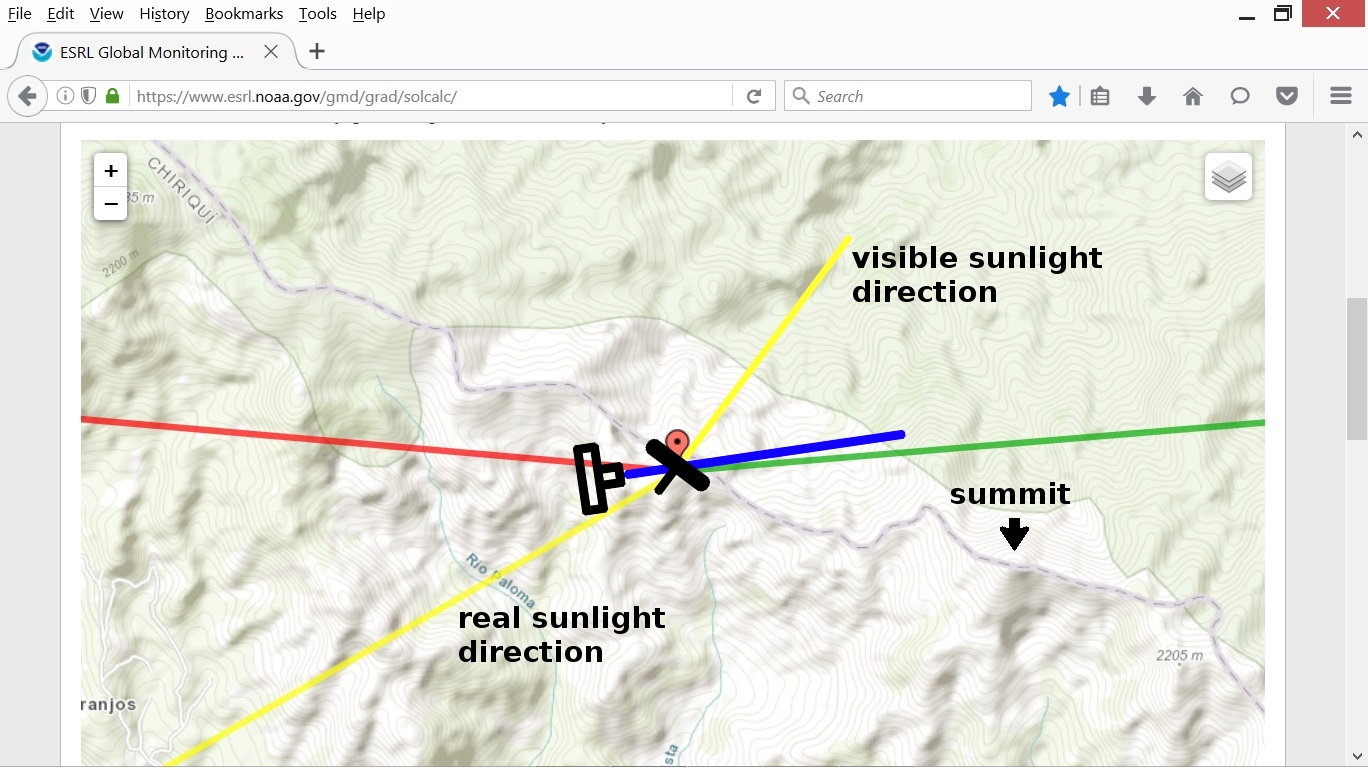 File Edit View History Bookmarks Tools Help
ESRL Global Monitoring ...
https://www.esrl.noaa.gov/gmd/grad/solcalc/
Search
+
−
CHIRIQUÍ
35 m
2200 m
visible sunlight
direction
summit
Rio Paloma
real sunlight
direction
2205 m
ranjos
sta